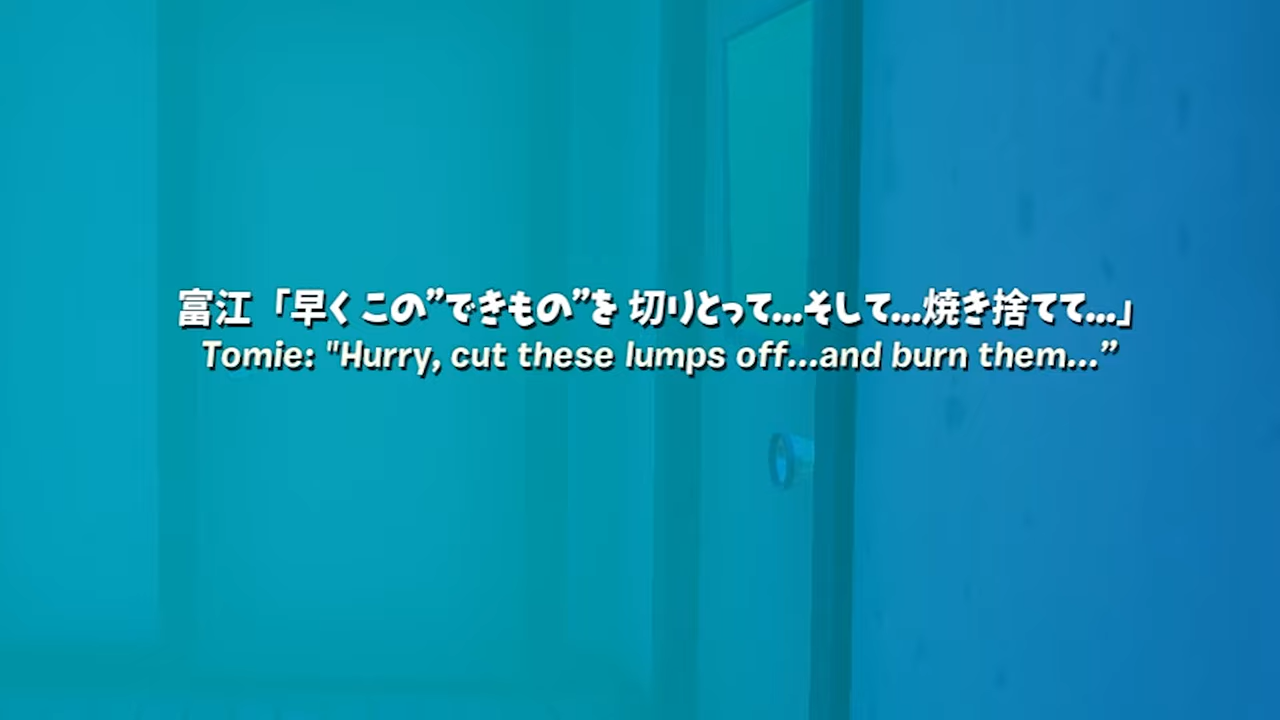 富江「早く この”できもの”を 切りとって...そして...焼き捨てて...」
Tomie: "Hurry, cut these lumps off...and burn them...”